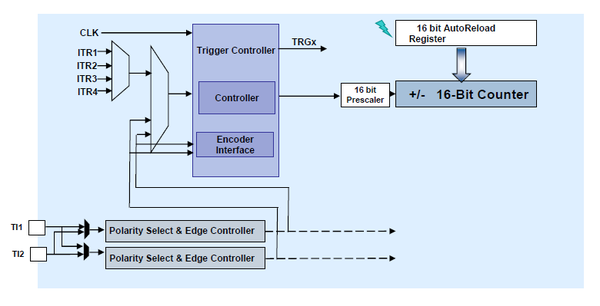 CLK
ITR1
ITR2
ITR3
ITR4
Trigger Controller
TRGx
Controller
Encoder
Interface
16 bit AutoReload
Register
16 bit
Prescaler
+/- 16-Bit Counter
TI1
Polarity Select & Edge Controller
TI2
Polarity Select & Edge Controller